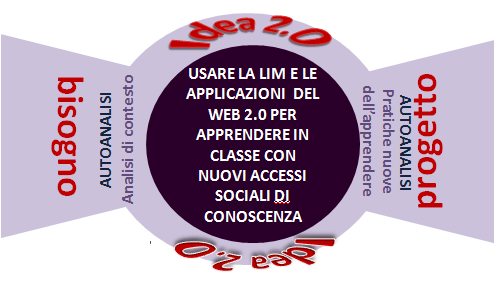 Idea 2.0
bisogno
AUTOANALISI
Analisi di contesto
USARE LA LIM E LE
APPLICAZIONI DEL
WEB 2.0 PER
APPRENDERE IN
CLASSE CON
NUOVI ACCESSI
SOCIALI DI
CONOSCENZA
progetto
AUTOANALISI
Pratiche nuove
dell'apprendere
Idea 2.0